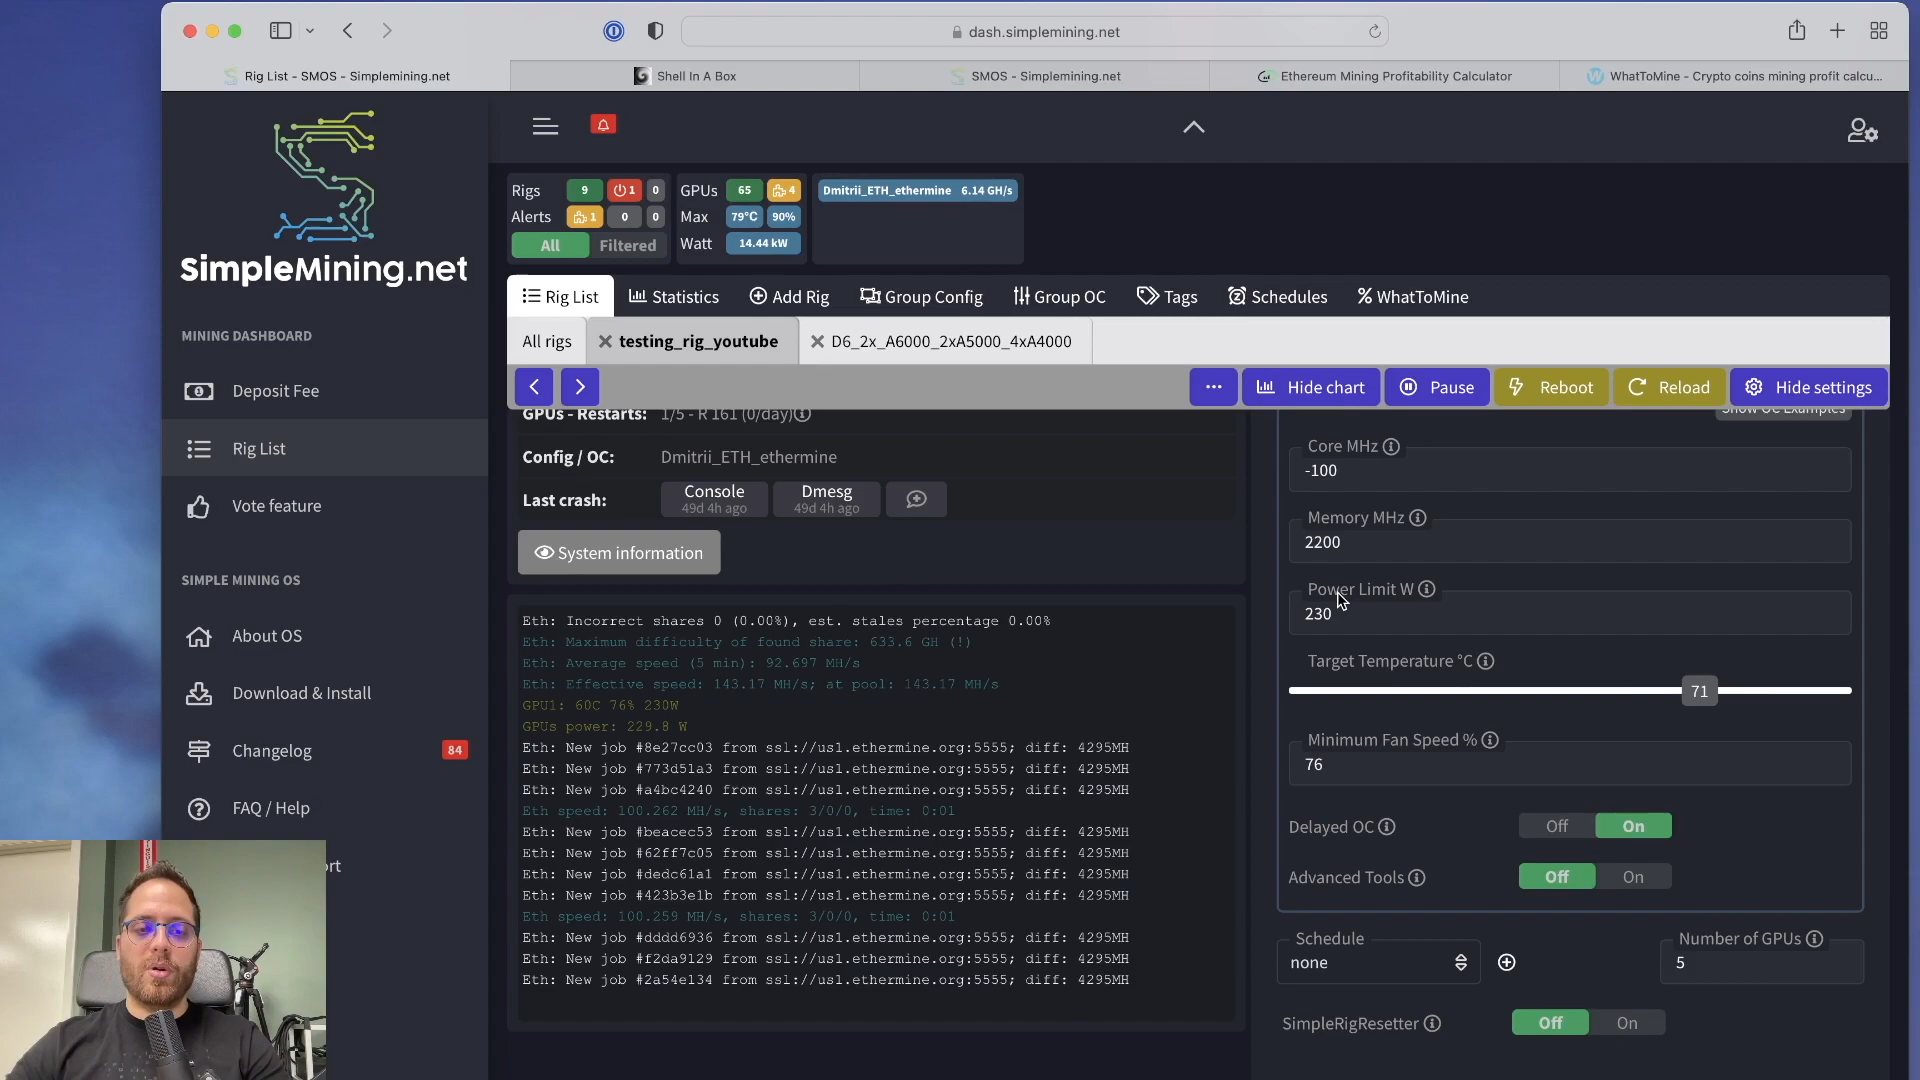 dash.simplemining.net
Rig List - SMOS - Simplemining.net
Shell In A Box
SMOS - Simplemining.net
Ethereum Mining Profitability Calculator
WhatToMine - Crypto coins mining profit calcu...
SimpleMining.net
MINING DASHBOARD
Deposit Fee
Rig List
Vote feature
SIMPLE MINING OS
About OS
Download & Install
Changelog 84
FAQ / Help
ort
Rigs 9 1 0
Alerts 1 0 0
All Filtered
GPUs 65 4
Max 79°C 90%
Watt 14.44 kW
Dmitrii_ETH_ethermine 6.14 GH/s
Rig List Statistics Add Rig Group Config Group OC Tags Schedules WhatToMine
All rigs testing_rig_youtube D6_2x_A6000_2xA5000_4xA4000
... Hide chart Pause Reboot Reload Hide settings
GPUs - Restarts: 1/5 - R 161 (0/day)
Config / OC: Dmitrii_ETH_ethermine
Last crash: Console 49d 4h ago Dmesg 49d 4h ago
System information
Eth: Incorrect shares 0 (0.00%), est. stales percentage 0.00%
Eth: Maximum difficulty of found share: 633.6 GH (!)
Eth: Average speed (5 min): 92.697 MH/s
Eth: Effective speed: 143.17 MH/s; at pool: 143.17 MH/s
GPU1: 60C 76% 230W
GPUs power: 229.8 W
Eth: New job #8e27cc03 from ssl://us1.ethermine.org:5555; diff: 4295MH
Eth: New job #773d51a3 from ssl://us1.ethermine.org:5555; diff: 4295MH
Eth: New job #a4bc4240 from ssl://us1.ethermine.org:5555; diff: 4295MH
Eth speed: 100.262 MH/s, shares: 3/0/0, time: 0:01
Eth: New job #beacec53 from ssl://us1.ethermine.org:5555; diff: 4295MH
Eth: New job #62ff7c05 from ssl://us1.ethermine.org:5555; diff: 4295MH
Eth: New job #dedc61a1 from ssl://us1.ethermine.org:5555; diff: 4295MH
Eth: New job #423b3e1b from ssl://us1.ethermine.org:5555; diff: 4295MH
Eth speed: 100.259 MH/s, shares: 3/0/0, time: 0:01
Eth: New job #dddd6936 from ssl://us1.ethermine.org:5555; diff: 4295MH
Eth: New job #f2da9129 from ssl://us1.ethermine.org:5555; diff: 4295MH
Eth: New job #2a54e134 from ssl://us1.ethermine.org:5555; diff: 4295MH
Show OC Examples
Core MHz
-100
Memory MHz
2200
Power Limit W
230
Target Temperature °C
71
Minimum Fan Speed %
76
Delayed OC Off On
Advanced Tools Off On
Schedule
none
Number of GPUs
5
SimpleRigResetter Off On